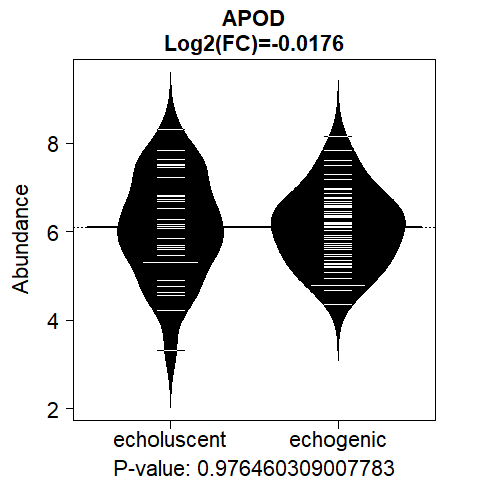 APOD
Log2(FC)=-0.0176
Abundance
8
6
4
2
echoluscent echogenic
P-value: 0.976460309007783